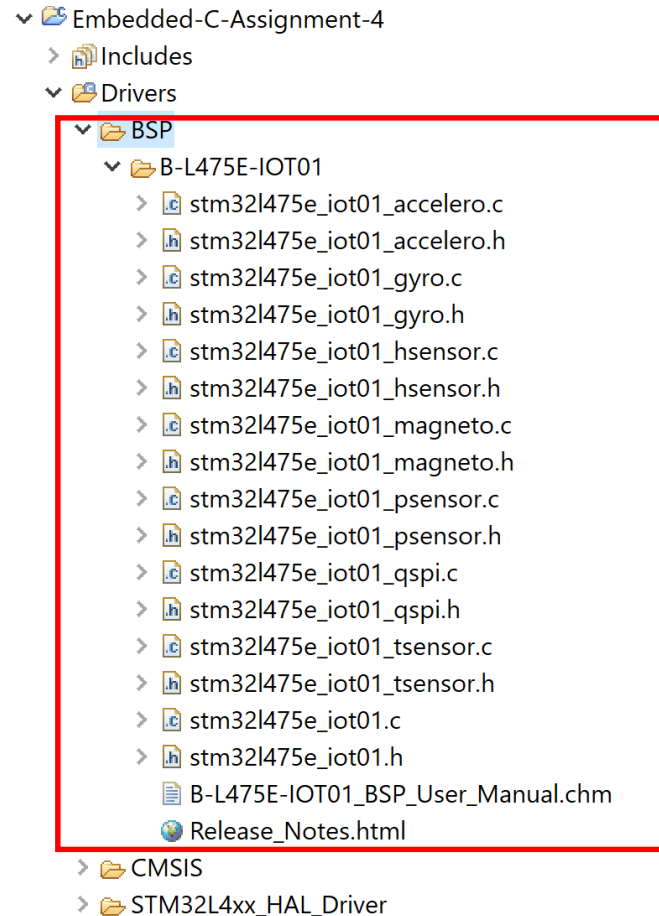 Embedded-C-Assignment-4
Includes
Drivers
BSP
B-L475E-IOT01
stm32l475e_iot01_accelero.c
stm32l475e_iot01_accelero.h
stm32l475e_iot01_gyro.c
stm32l475e_iot01_gyro.h
stm32l475e_iot01_hsensor.c
stm32l475e_iot01_hsensor.h
stm32l475e_iot01_magneto.c
stm32l475e_iot01_magneto.h
stm32l475e_iot01_psensor.c
stm32l475e_iot01_psensor.h
stm32l475e_iot01_qspi.c
stm32l475e_iot01_qspi.h
stm32l475e_iot01_tsensor.c
stm32l475e_iot01_tsensor.h
stm32l475e_iot01.c
stm32l475e_iot01.h
B-L475E-IOT01_BSP_User_Manual.chm
Release_Notes.html
CMSIS
STM32L4xx_HAL_Driver